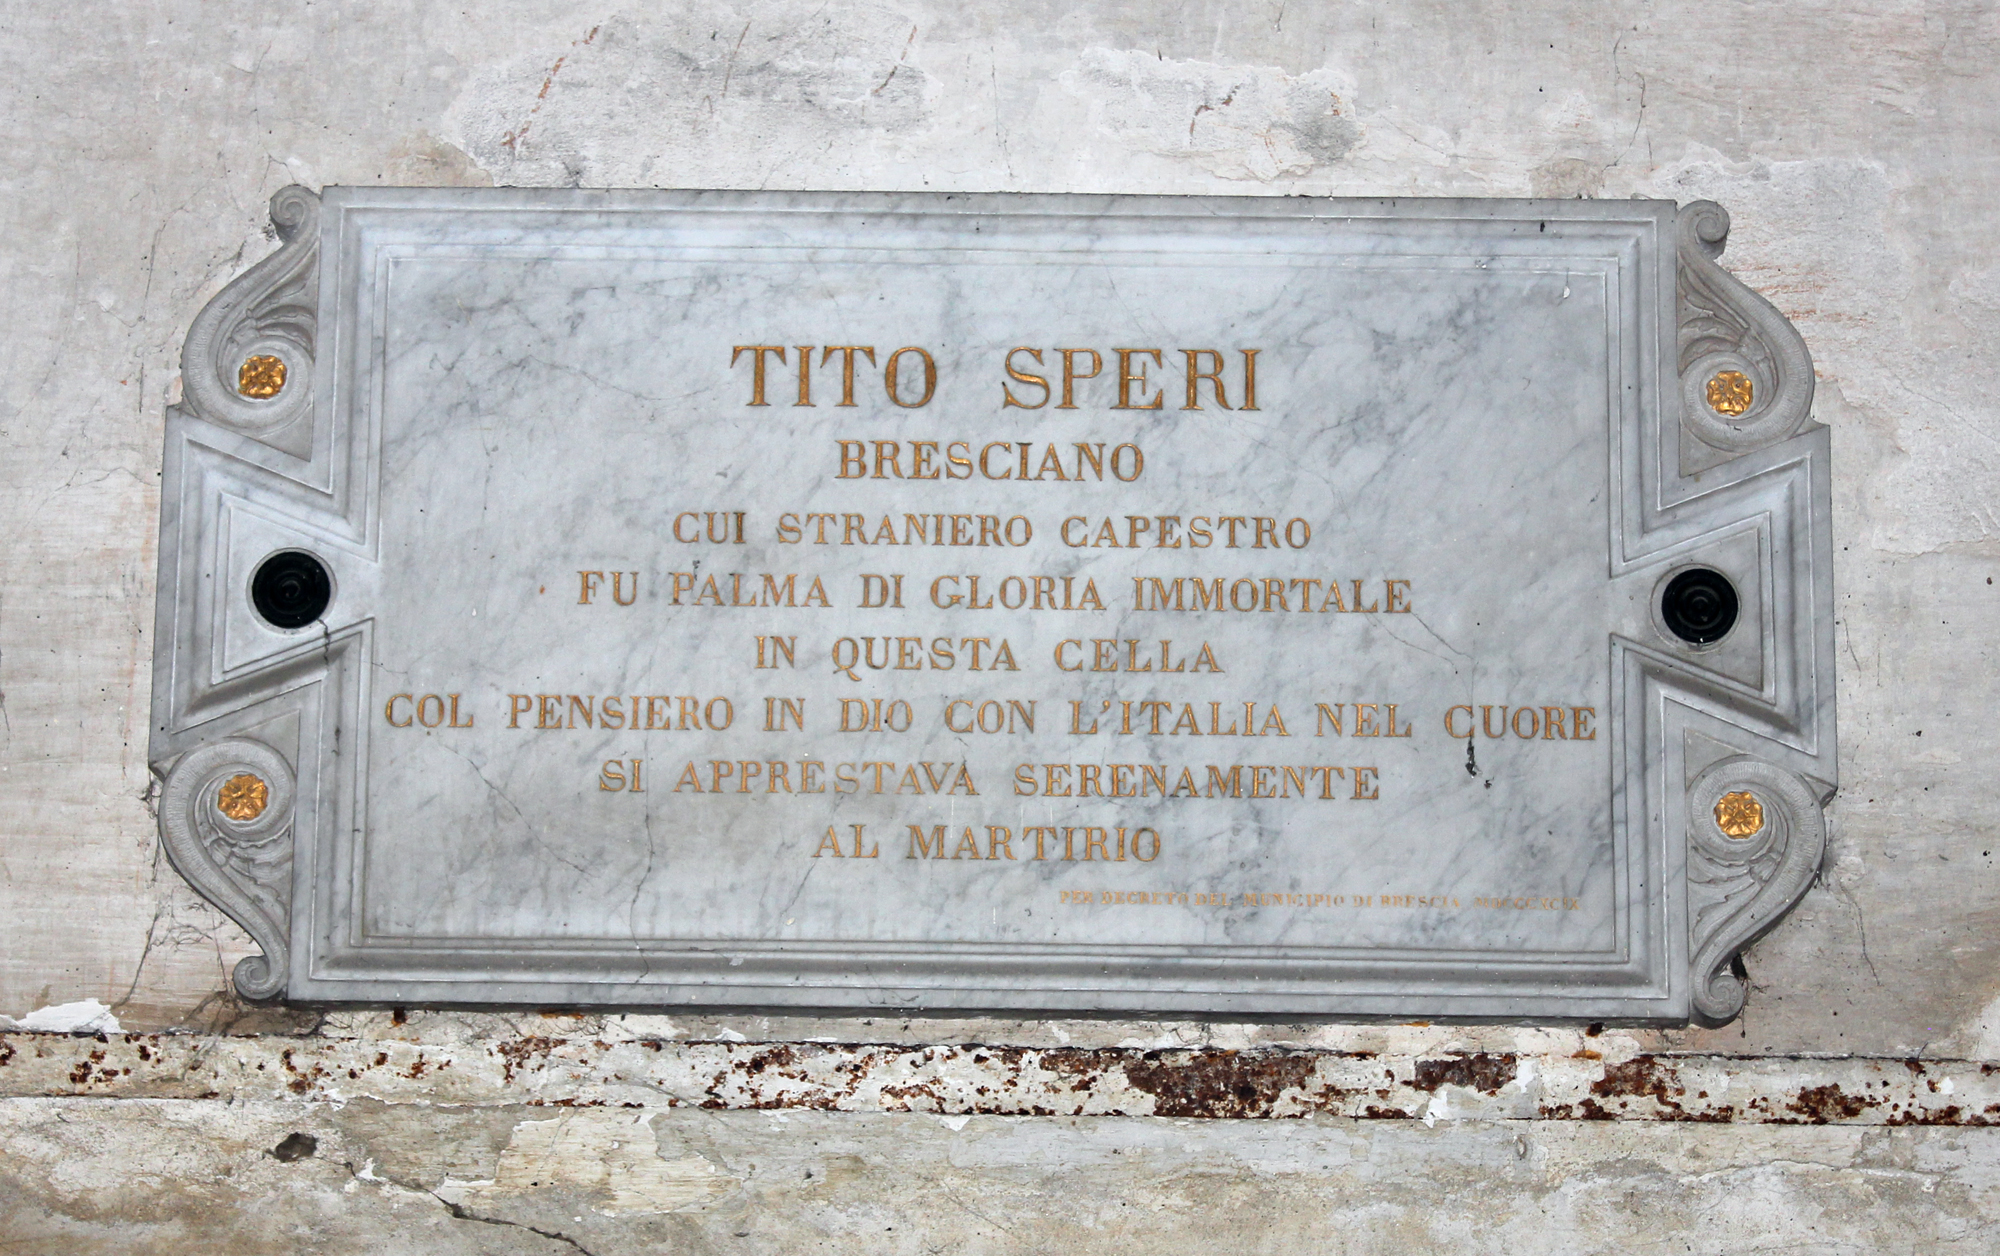 TITO SPERI
BRESCIANO
CUI STRANIERO CAPESTRO
FU PALMA DI GLORIA IMMORTALE
IN QUESTA CELLA
COL PENSIERO IN DIO CON L'ITALIA NEL CUORE
SI APPRESTAVA SERENAMENTE
AL MARTIRIO
PER DECRETO DEL MUNICIPIO DI BRESCIA